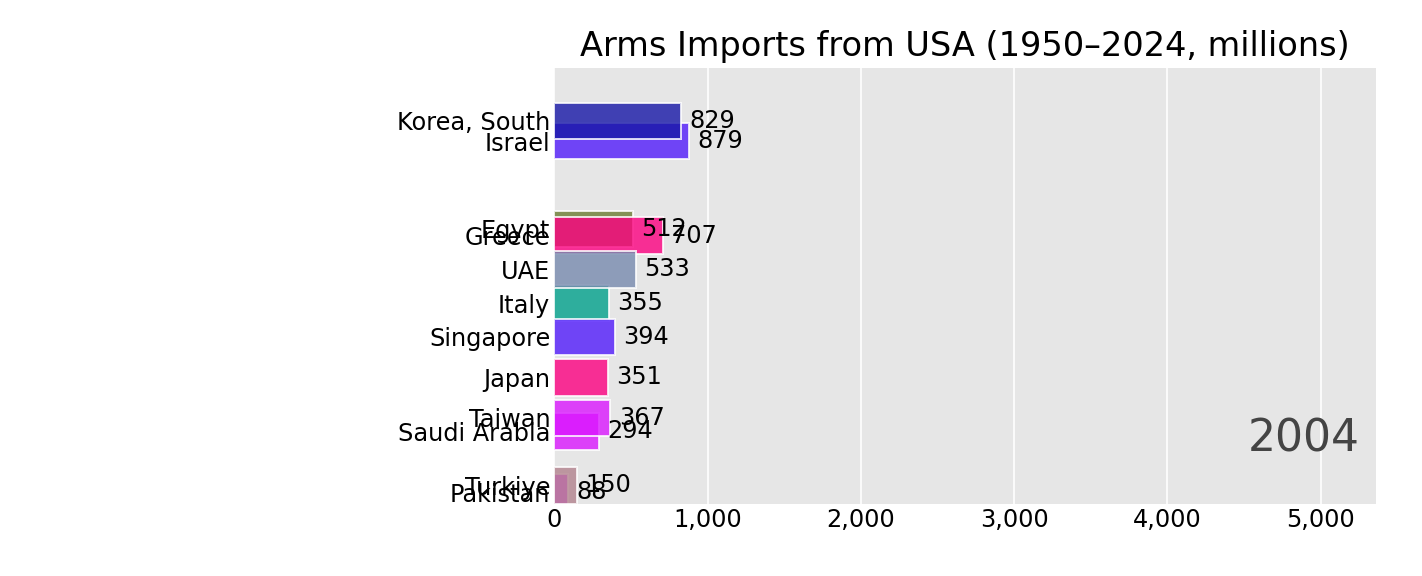 Arms Imports from USA (1950–2024, millions)
Korea, South 829
Israel 879
Egypt 512
Greece 707
UAE 533
Italy 355
Singapore 394
Japan 351
Taiwan 367
Saudi Arabia 294
Turkiye 150
Pakistan 88
2004
0 1,000 2,000 3,000 4,000 5,000